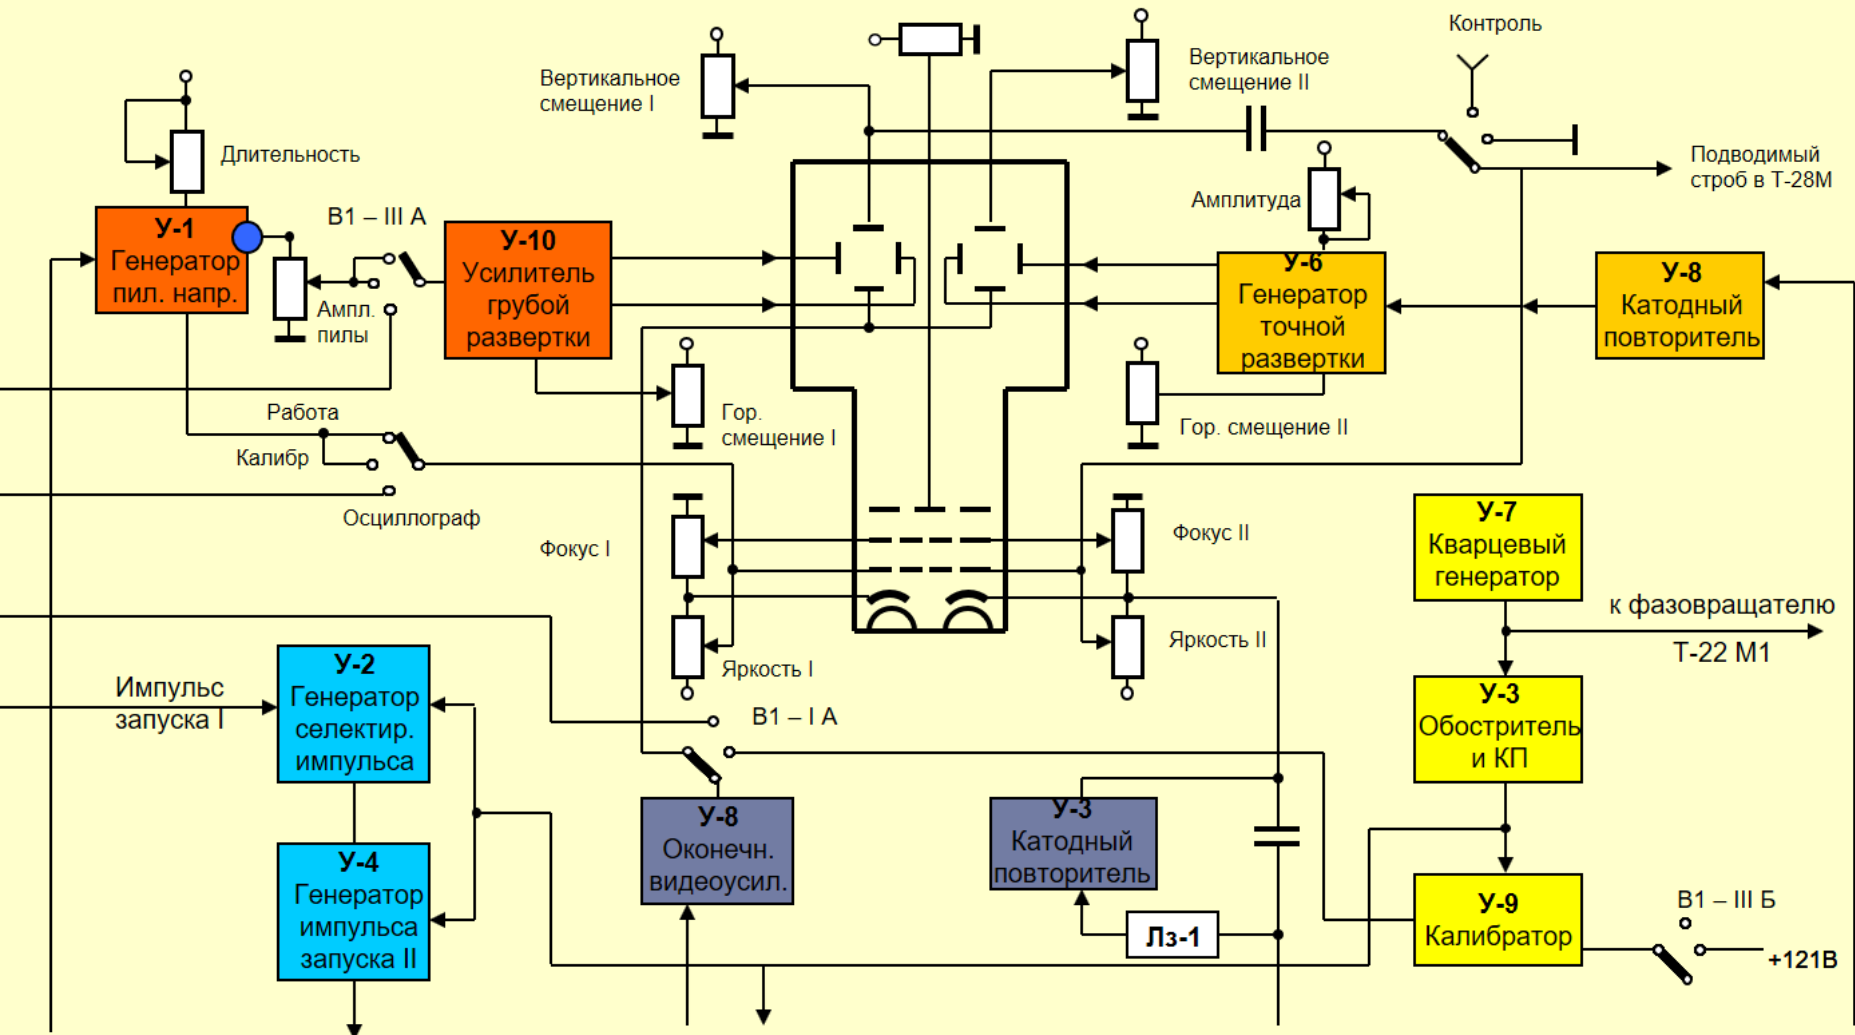 Контроль
Вертикальное
смещение I
Вертикальное
смещение II
Длительность
Подводимый
строб в Т-28М
Амплитуда
В1 – III А
У-1
Генератор
пил. напр.
У-10
Усилитель
грубой
развертки
У-6
Генератор
точной
развертки
У-8
Катодный
повторитель
Ампл.
пилы
Работа
Калибр
Осциллограф
Гор.
смещение I
Гор. смещение II
Фокус I
Фокус II
У-7
Кварцевый
генератор
к фазовращателю
Т-22 М1
Яркость I
Яркость II
У-2
Генератор
селектир.
импульса
Импульс
запуска I
В1 – I А
У-3
Обостритель
и КП
У-8
Оконечн.
видеоусил.
У-3
Катодный
повторитель
У-4
Генератор
импульса
запуска II
Лз-1
У-9
Калибратор
В1 – III Б
+121В